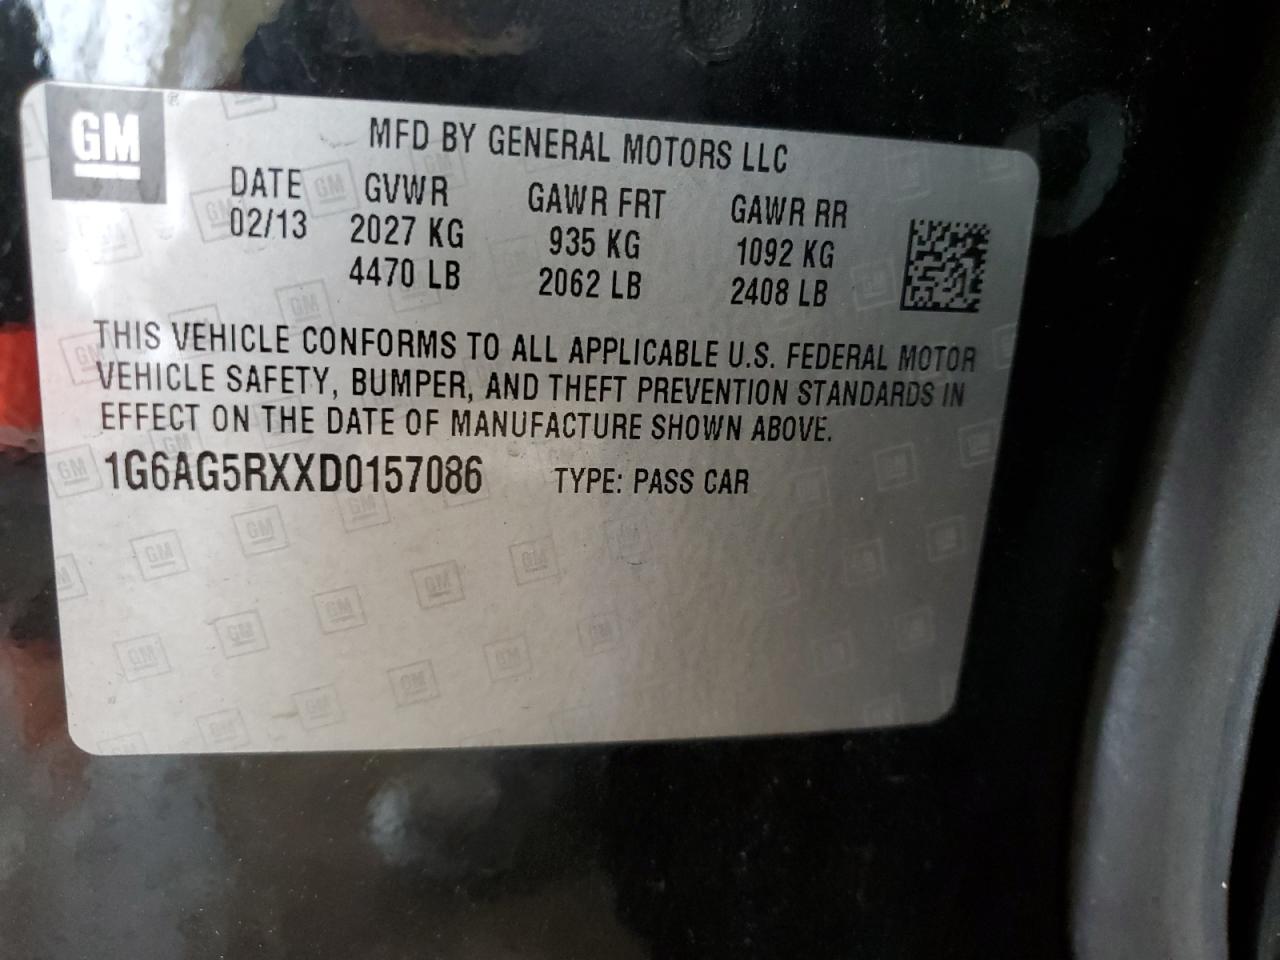 GM ®
MFD BY GENERAL MOTORS LLC
DATE GVWR GAWR FRT GAWR RR
02/13 2027 KG 935 KG 1092 KG
4470 LB 2062 LB 2408 LB
THIS VEHICLE CONFORMS TO ALL APPLICABLE U.S. FEDERAL MOTOR
VEHICLE SAFETY, BUMPER, AND THEFT PREVENTION STANDARDS IN
EFFECT ON THE DATE OF MANUFACTURE SHOWN ABOVE.
1G6AG5RXXD0157086 TYPE: PASS CAR